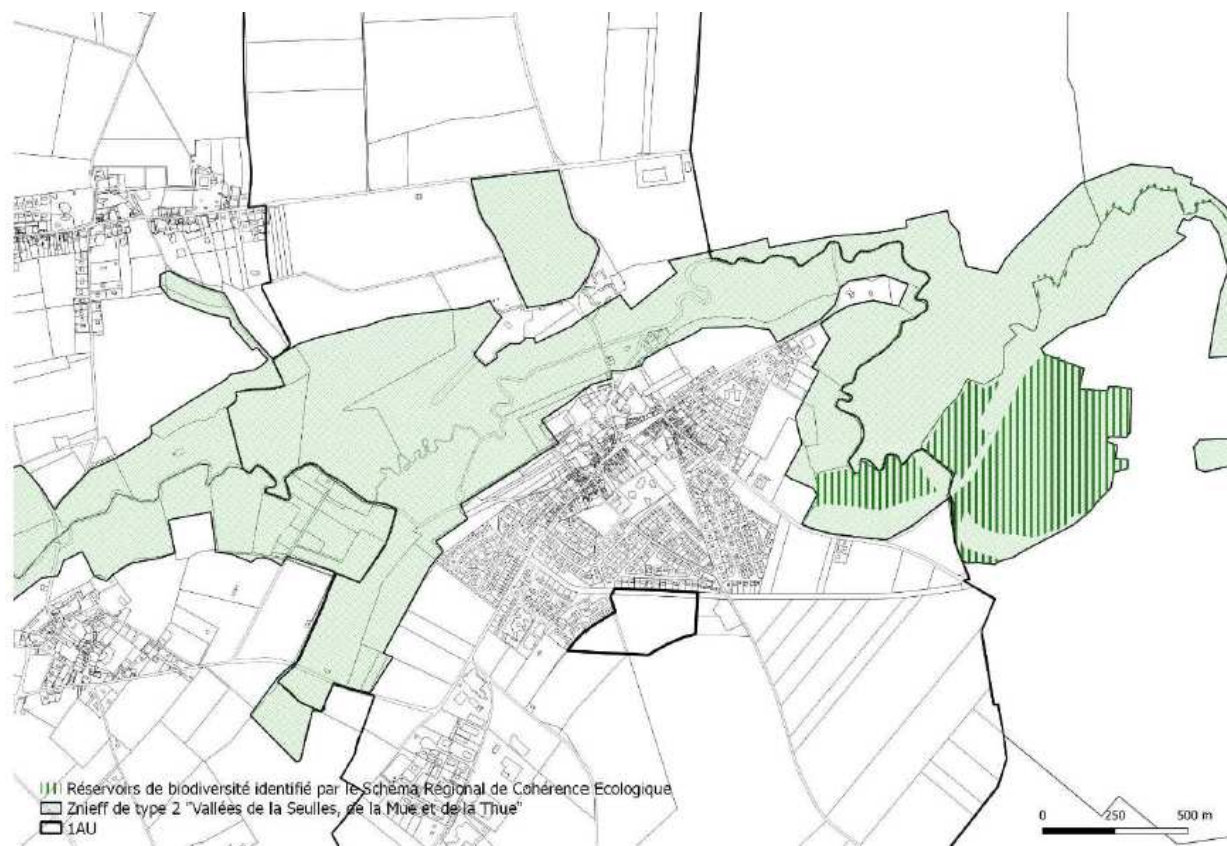 Réservoirs de biodiversité identifié par le Schéma Régional de Cohérence Ecologique
Znieff de type 2 "Vallées de la Seulles, de la Mue et de la Thue"
1AU
0 250 500 m